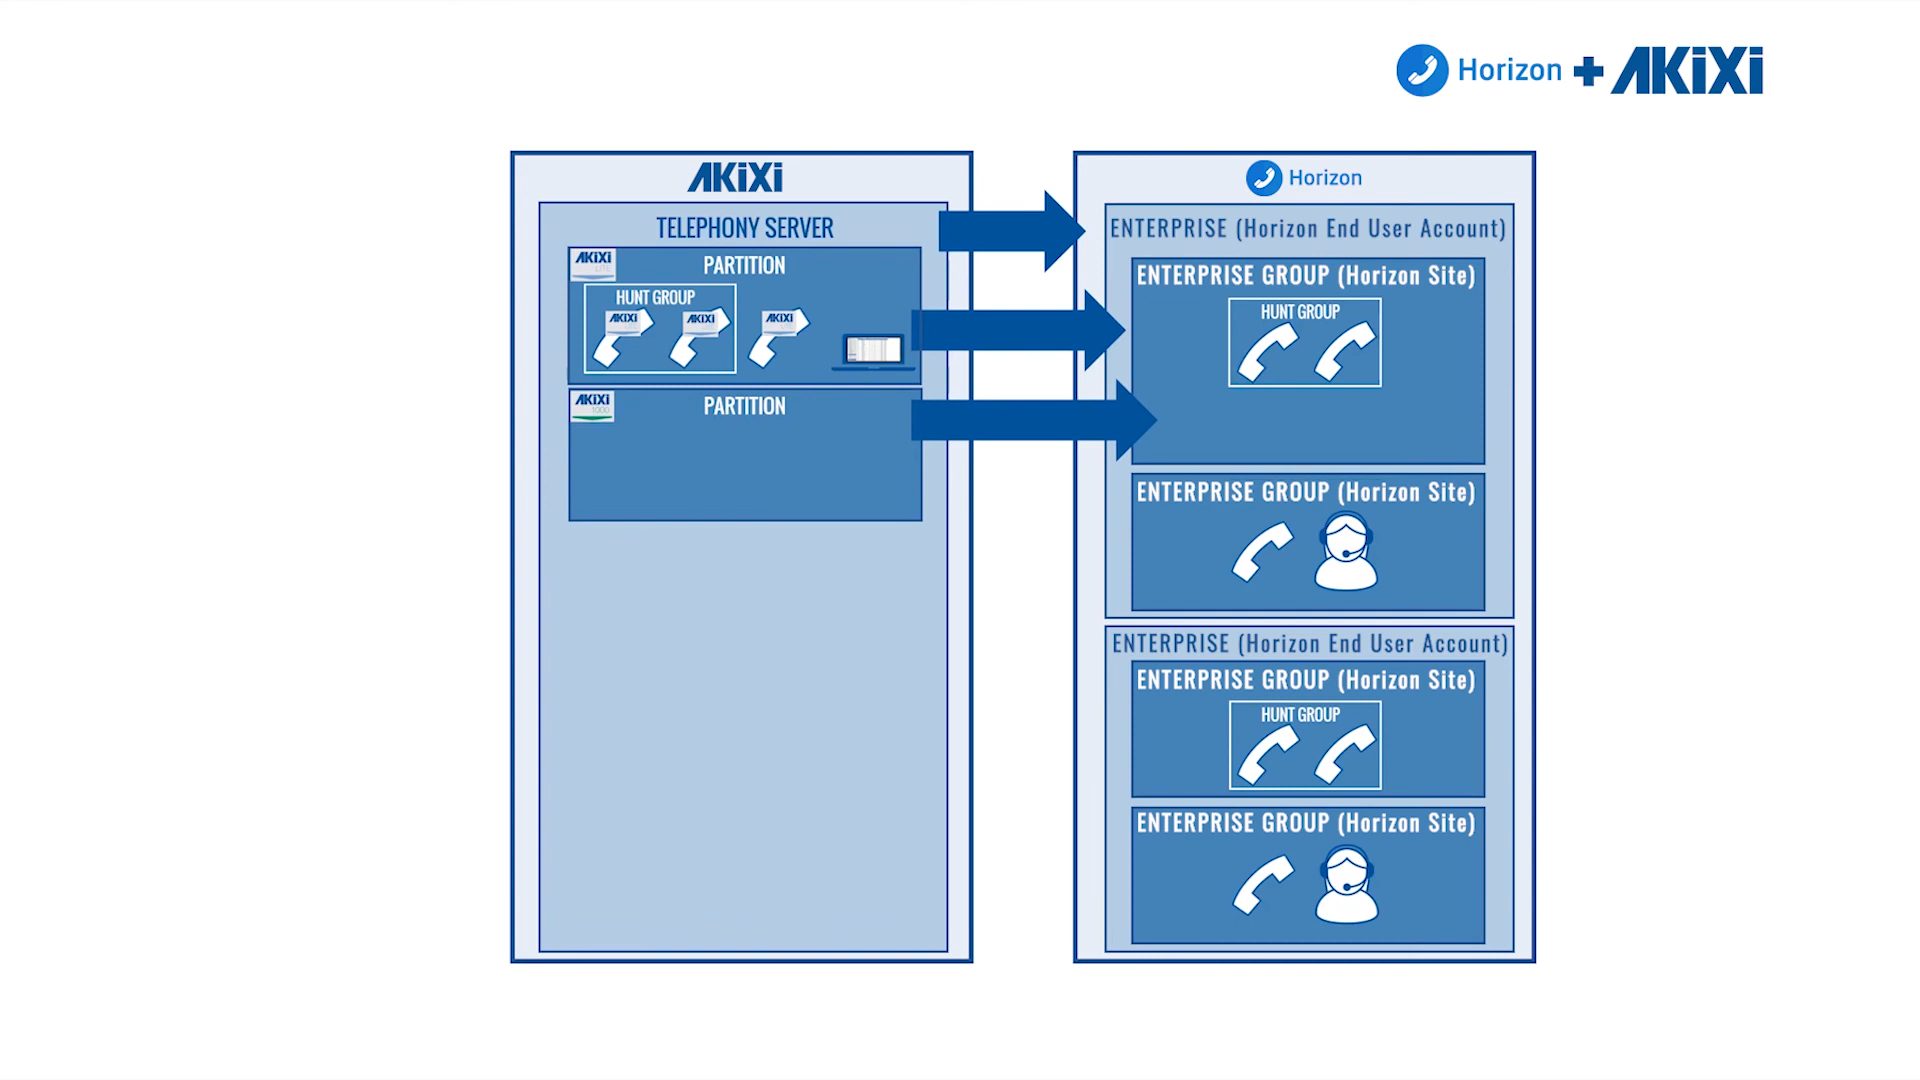 Horizon + AKiXi
AKiXi
TELEPHONY SERVER
AKiXi
LITE
PARTITION
HUNT GROUP
AKiXi
AKiXi
AKiXi
AKiXi
1000
PARTITION
Horizon
ENTERPRISE (Horizon End User Account)
ENTERPRISE GROUP (Horizon Site)
HUNT GROUP
ENTERPRISE GROUP (Horizon Site)
ENTERPRISE (Horizon End User Account)
ENTERPRISE GROUP (Horizon Site)
HUNT GROUP
ENTERPRISE GROUP (Horizon Site)